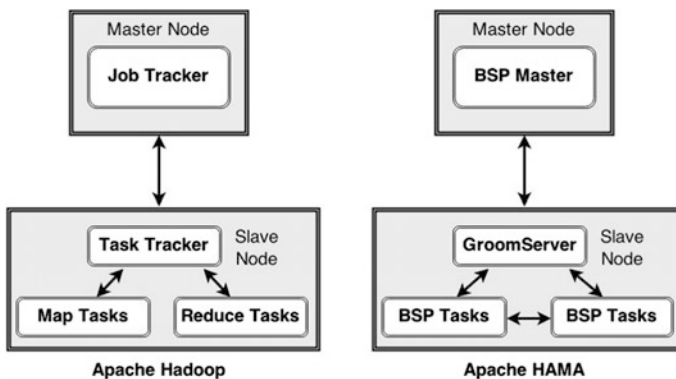 Master Node
Job Tracker
Task Tracker
Slave
Node
Map Tasks
Reduce Tasks
Apache Hadoop
Master Node
BSP Master
GroomServer
Slave
Node
BSP Tasks
BSP Tasks
Apache HAMA